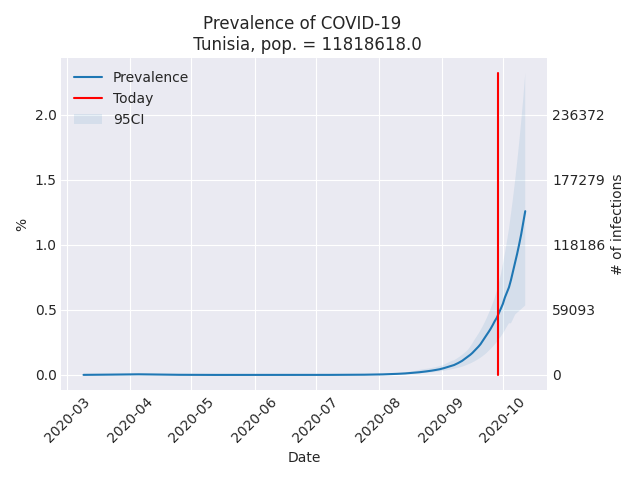 Prevalence of COVID-19
Tunisia, pop. = 11818618.0
Prevalence
Today
95CI
2.0
1.5
1.0
0.5
0.0
%
236372
177279
118186
59093
0
# of infections
2020-03
2020-04
2020-05
2020-06
2020-07
2020-08
2020-09
2020-10
Date